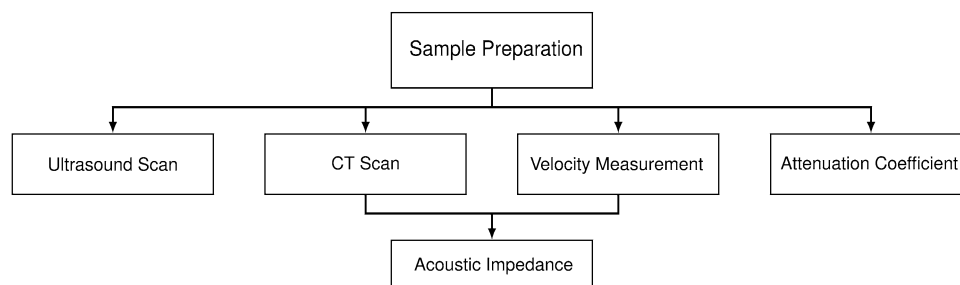 Sample Preparation
Ultrasound Scan
CT Scan
Velocity Measurement
Attenuation Coefficient
Acoustic Impedance